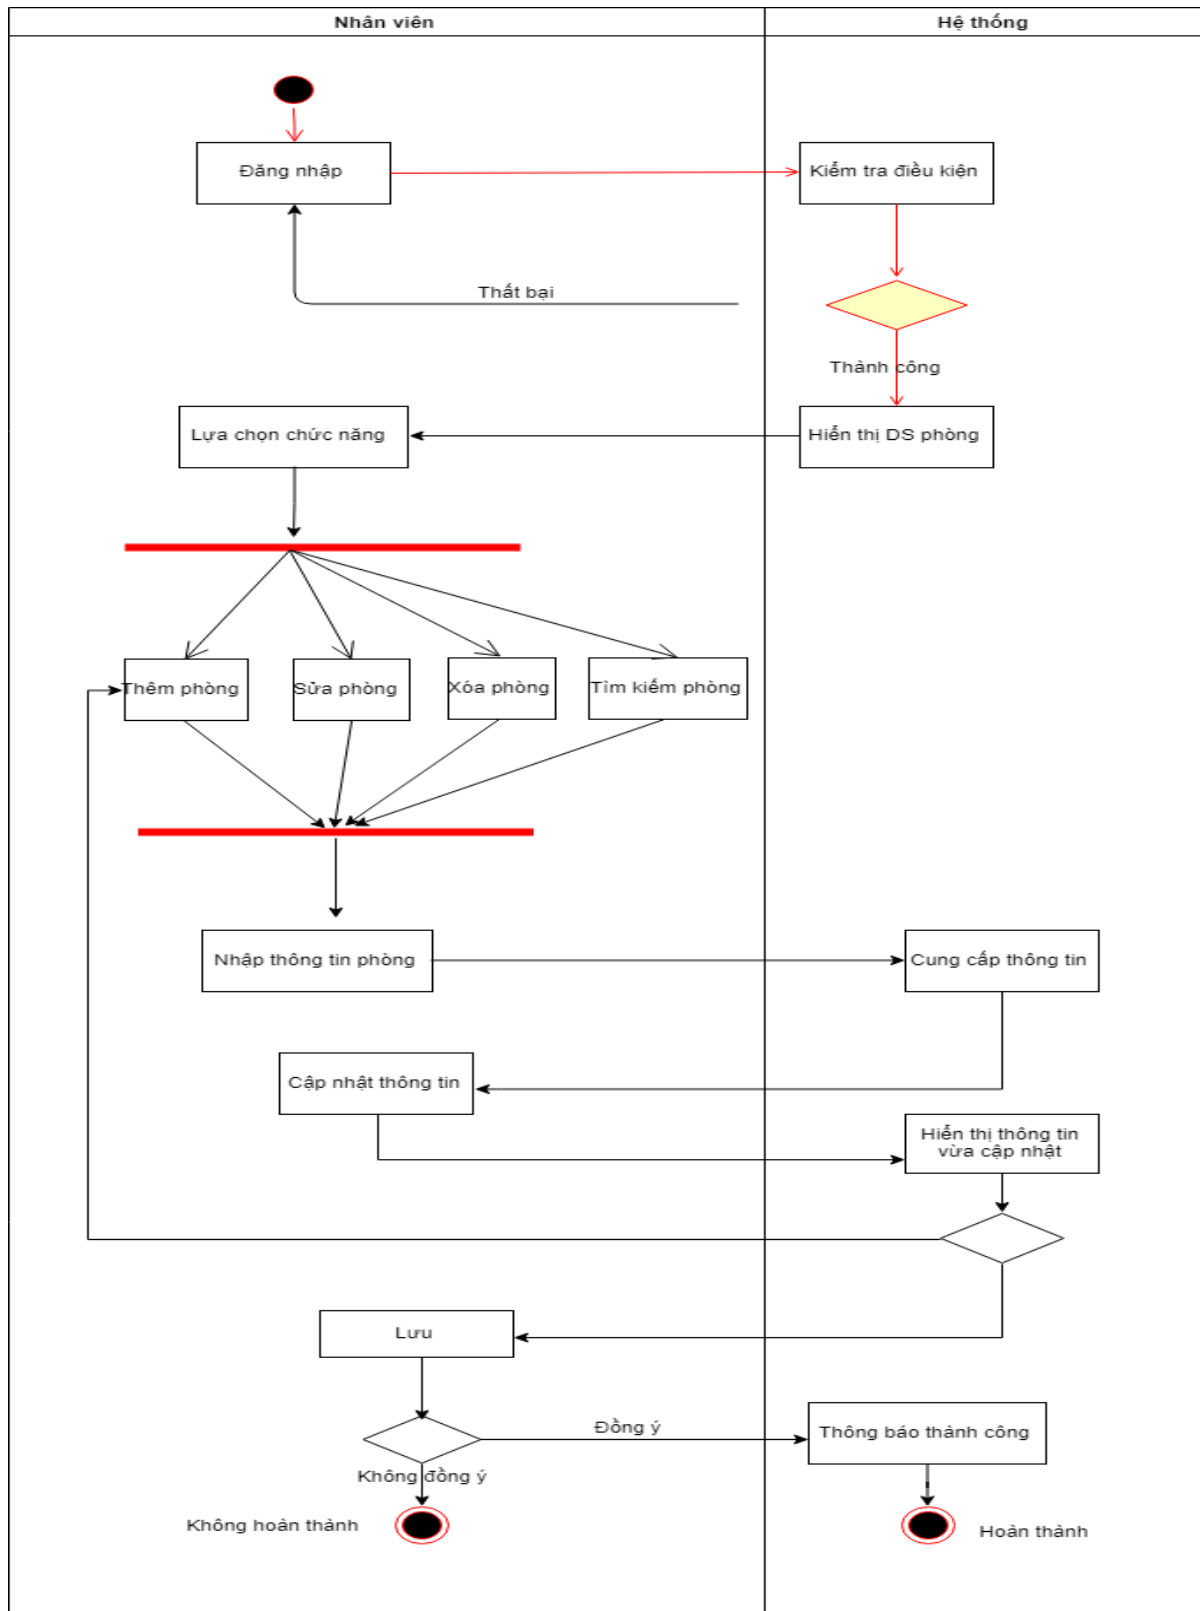 Nhân viên
Hệ thống
Đăng nhập
Kiểm tra điều kiện
Thất bại
Thành công
Lựa chọn chức năng
Hiển thị DS phòng
Thêm phòng
Sửa phòng
Xóa phòng
Tìm kiếm phòng
Nhập thông tin phòng
Cung cấp thông tin
Cập nhật thông tin
Hiển thị thông tin
vừa cập nhật
Lưu
Đồng ý
Thông báo thành công
Không đồng ý
Không hoàn thành
Hoàn thành